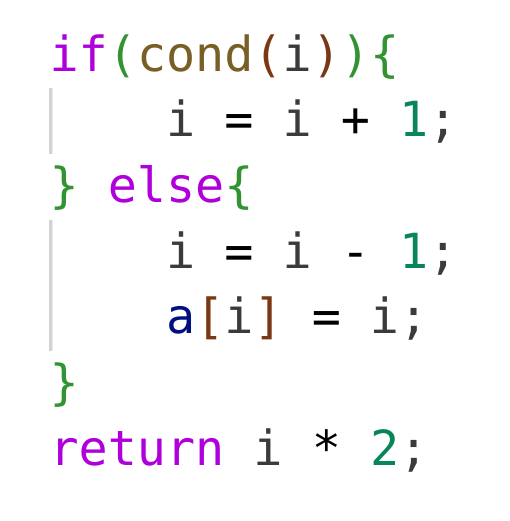 if(cond(i)){
    i = i + 1;
} else{
    i = i - 1;
    a[i] = i;
}
return i * 2;